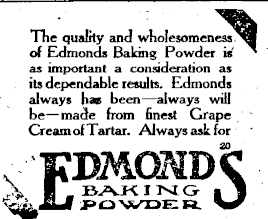 The quality and wholesomeness
of Edmonds Baking Powder is
as important a consideration as
its dependable results. Edmonds
always has been—always will
be—made from finest Grape
Cream of Tartar. Always ask for
20
EDMONDS
BAKING
POWDER